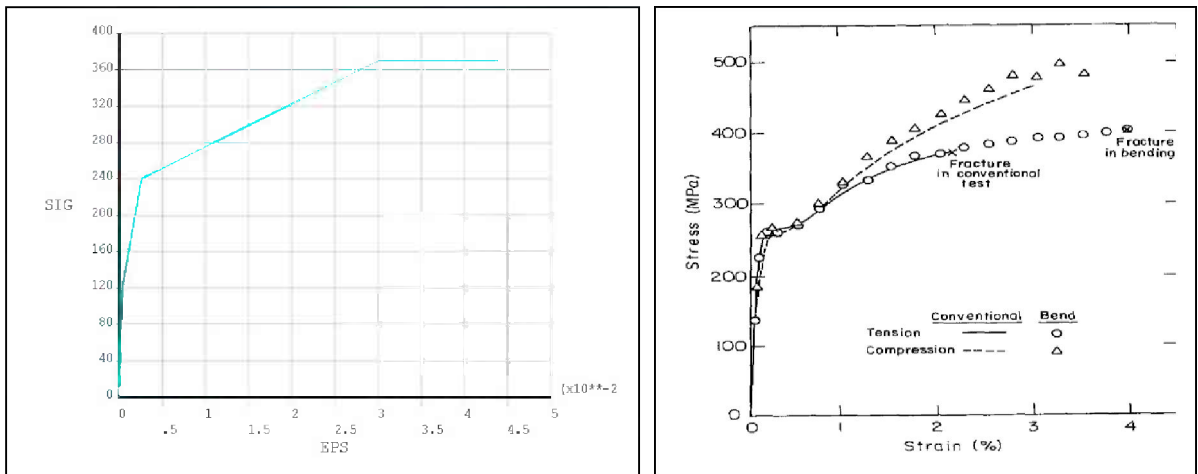 400
360
320
280
240
SIG
200
160
120
80
40
0
(x10**-2
0 1 2 3 4 5
.5 1.5 2.5 3.5 4.5
EPS
500
400
Fracture
in bending
Fracture
in conventional
test
300
Stress (MPa)
200
Conventional Bend
Tension
100
Compression
0
0 1 2 3 4
Strain (%)